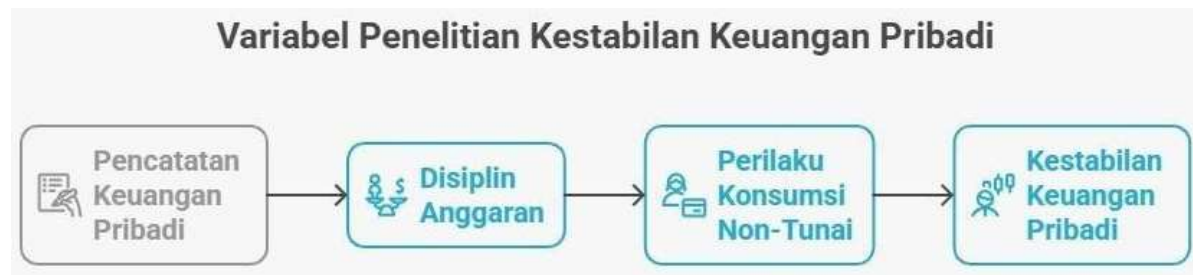 Variabel Penelitian Kestabilan Keuangan Pribadi
Pencatatan
Keuangan
Pribadi
Disiplin
Anggaran
Perilaku
Konsumsi
Non-Tunai
Kestabilan
Keuangan
Pribadi